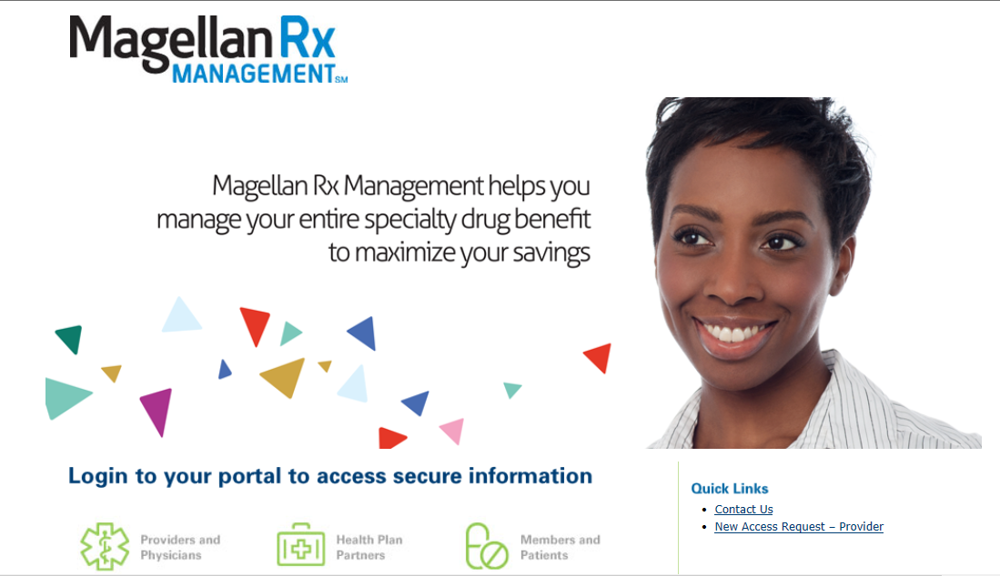 Magellan Rx
MANAGEMENT SM
Magellan Rx Management helps you
manage your entire specialty drug benefit
to maximize your savings
Login to your portal to access secure information
Providers and
Physicians
Health Plan
Partners
Members and
Patients
Quick Links
Contact Us
New Access Request – Provider